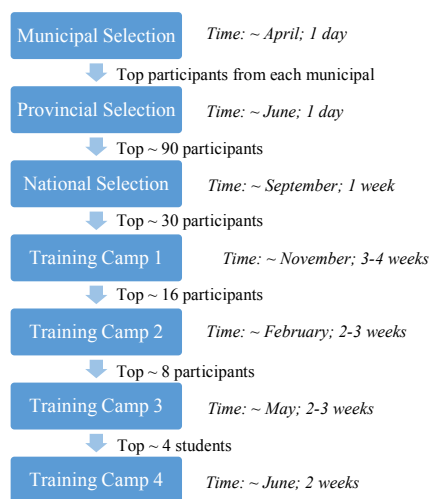 Municipal Selection
Time: ~ April; 1 day
Top participants from each municipal
Provincial Selection
Time: ~ June; 1 day
Top ~ 90 participants
National Selection
Time: ~ September; 1 week
Top ~ 30 participants
Training Camp 1
Time: ~ November; 3-4 weeks
Top ~ 16 participants
Training Camp 2
Time: ~ February; 2-3 weeks
Top ~ 8 participants
Training Camp 3
Time: ~ May; 2-3 weeks
Top ~ 4 students
Training Camp 4
Time: ~ June; 2 weeks